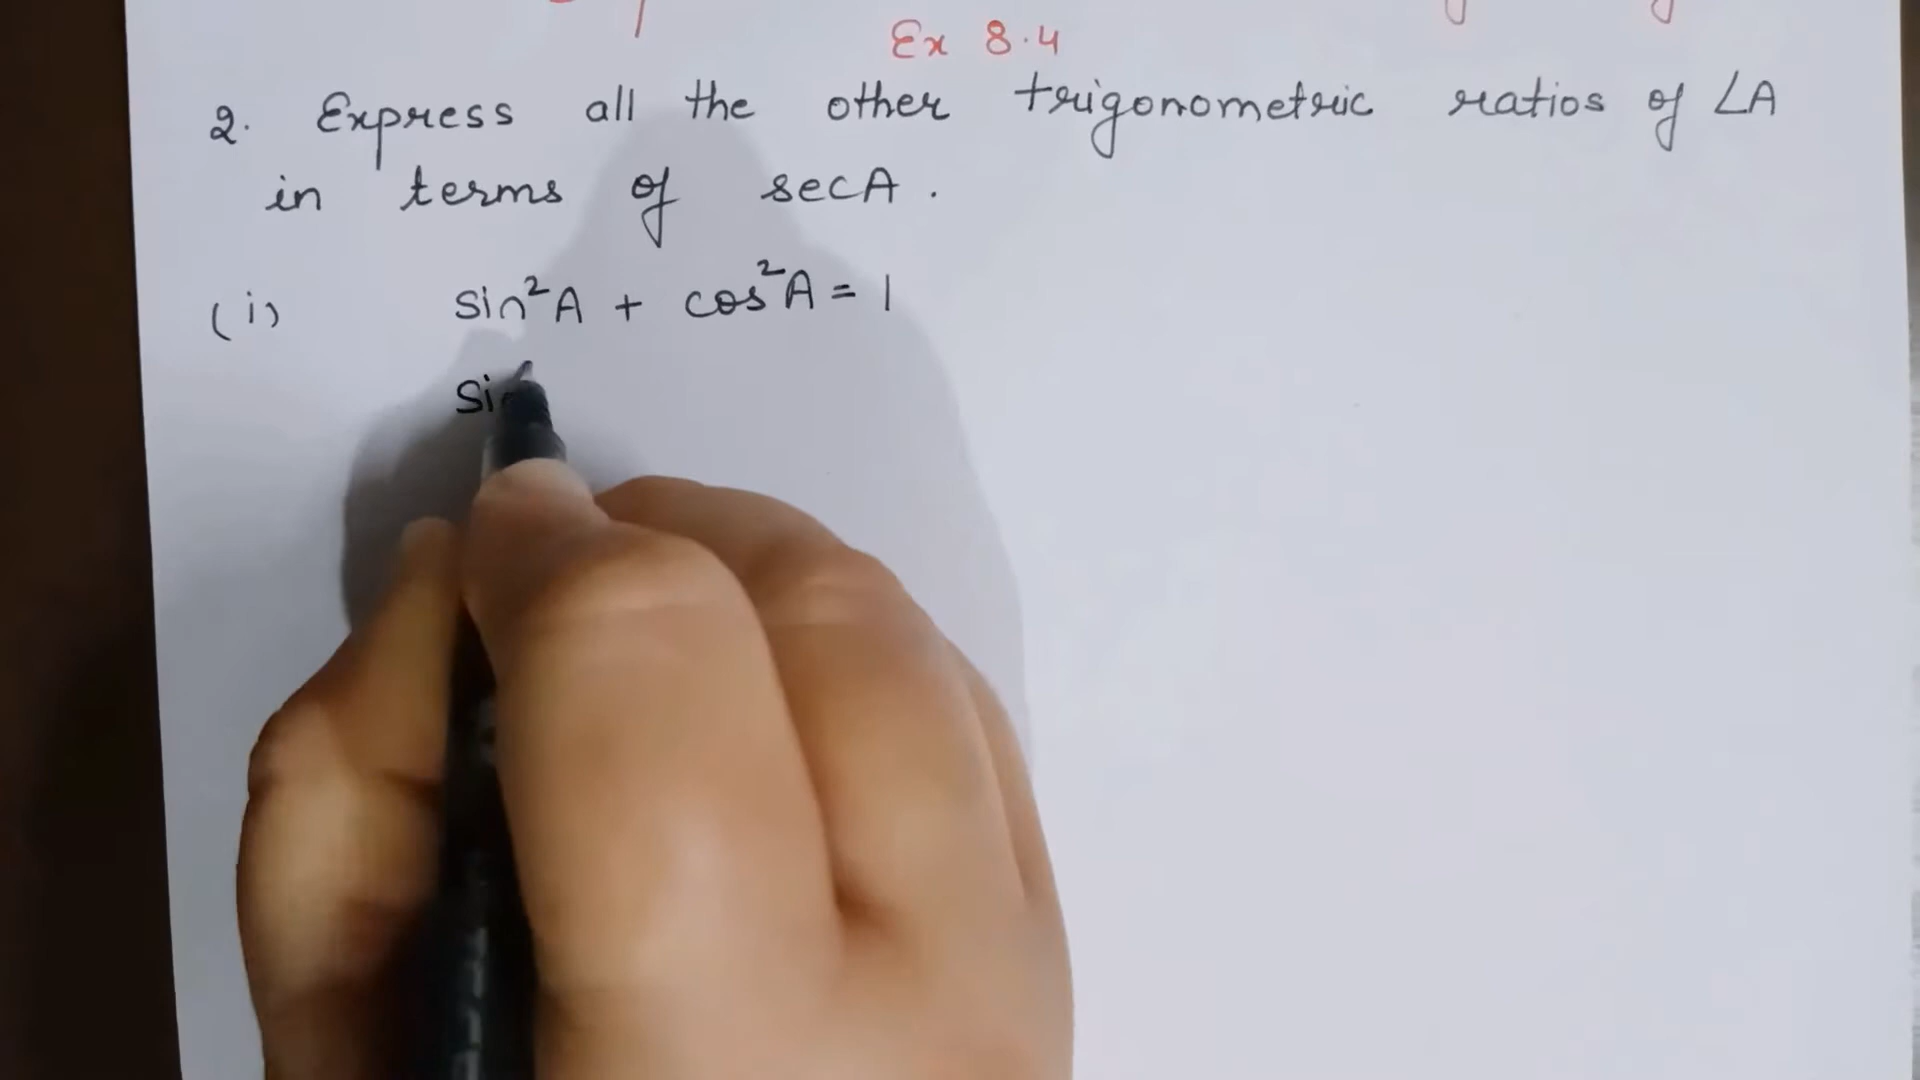 Ex 8.4
2. Express all the other trigonometric ratios of ∠A
in terms of secA.
(i) sin²A + cos²A = 1